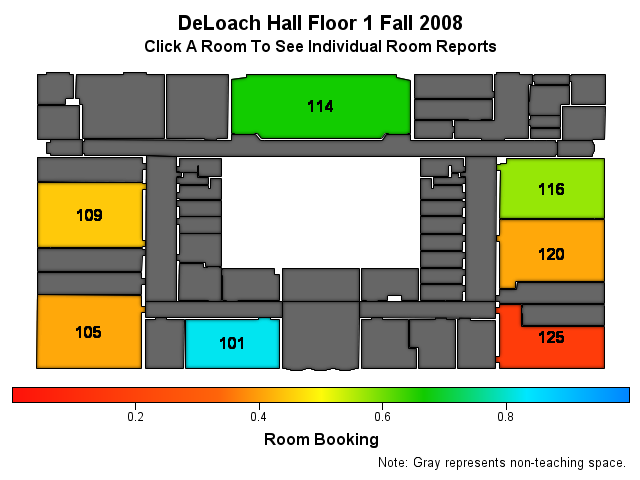 DeLoach Hall Floor 1 Fall 2008
Click A Room To See Individual Room Reports
114
116
109
120
105
101
125
0.2 0.4 0.6 0.8
Room Booking
Note: Gray represents non-teaching space.